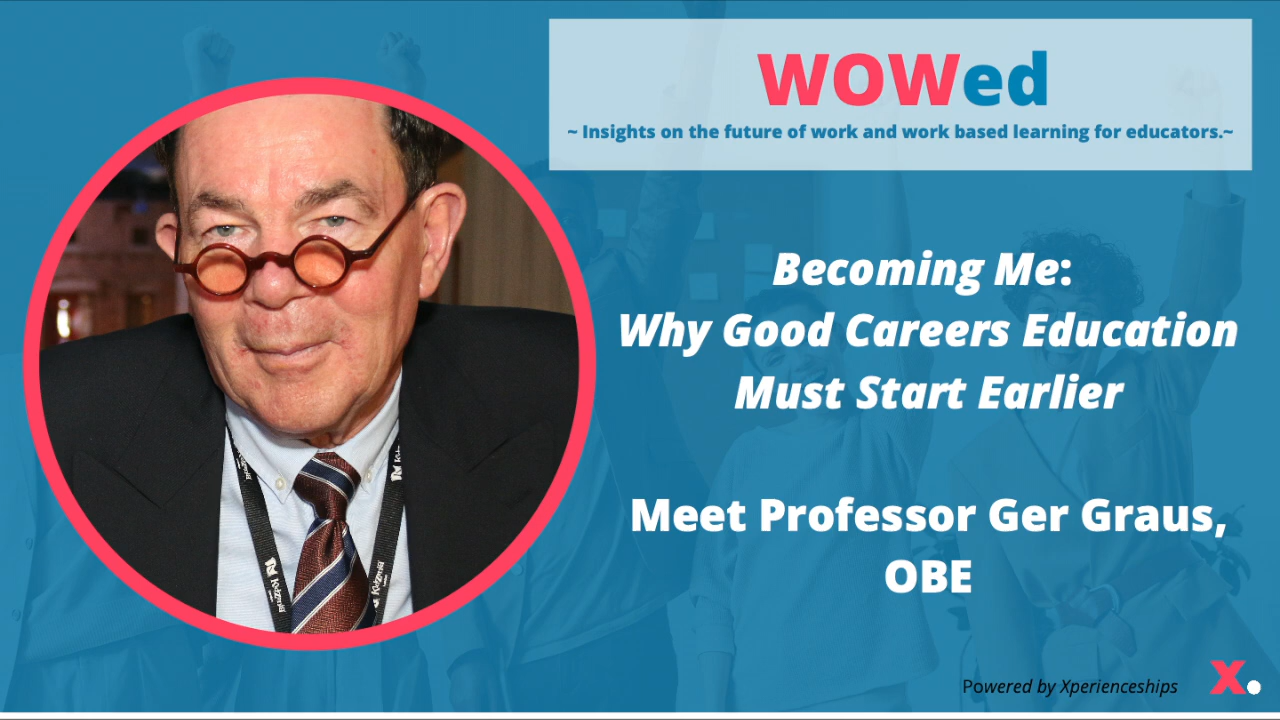 WOWed
~ Insights on the future of work and work based learning for educators.~
Becoming Me:
Why Good Careers Education
Must Start Earlier
Meet Professor Ger Graus,
OBE
Powered by Xperienceships
X.